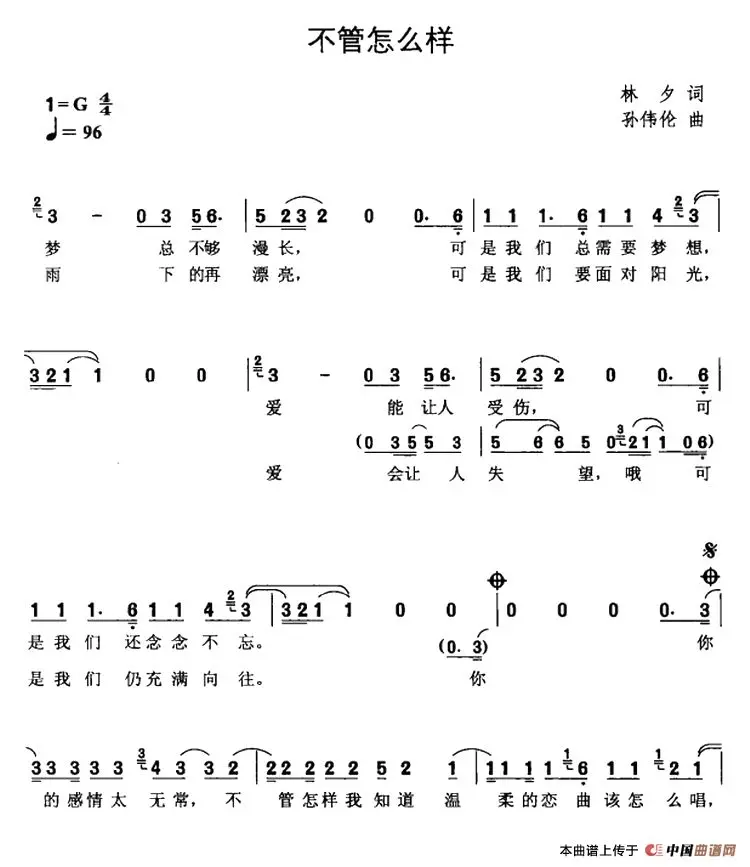 不管怎么样
1=G 4/4
♩=96
林 夕 词
孙伟伦 曲
2 3 - 0 3 5 6. | 5 2 3 2 0 0. 6 | 1 1 1. 6 1 1 4 2 3
梦 总 不够 漫长, 可 是我们 总需要梦 想,
雨 下 的再 漂亮, 可 是我们 要面对阳 光,
3 2 1 1 0 0 | 2 3 - 0 3 5 6. | 5 2 3 2 0 0. 6 |
爱 能 让人 受伤, 可
(0 3 5 5 3 | 5 6 6 5 0 3 2 1 1 0 6)
爱 会让 人 失 望, 哦 可
1 1 1. 6 1 1 4 2 3 | 3 2 1 1 0 0 | 0 0 0 0. 3
是我们 还念念不 忘。 你
(0. 3)
是我们 仍充满向 往。 你
3 3 3 3 3 3 4 3 3 2 | 2 2 2 2 2 2 5 2 1 | 1 1 1 1 1 6 1 2 3
的感情太 无常, 不 管怎样我知道 温 柔的恋 曲该怎么唱,
本曲谱上传于 中国曲谱网